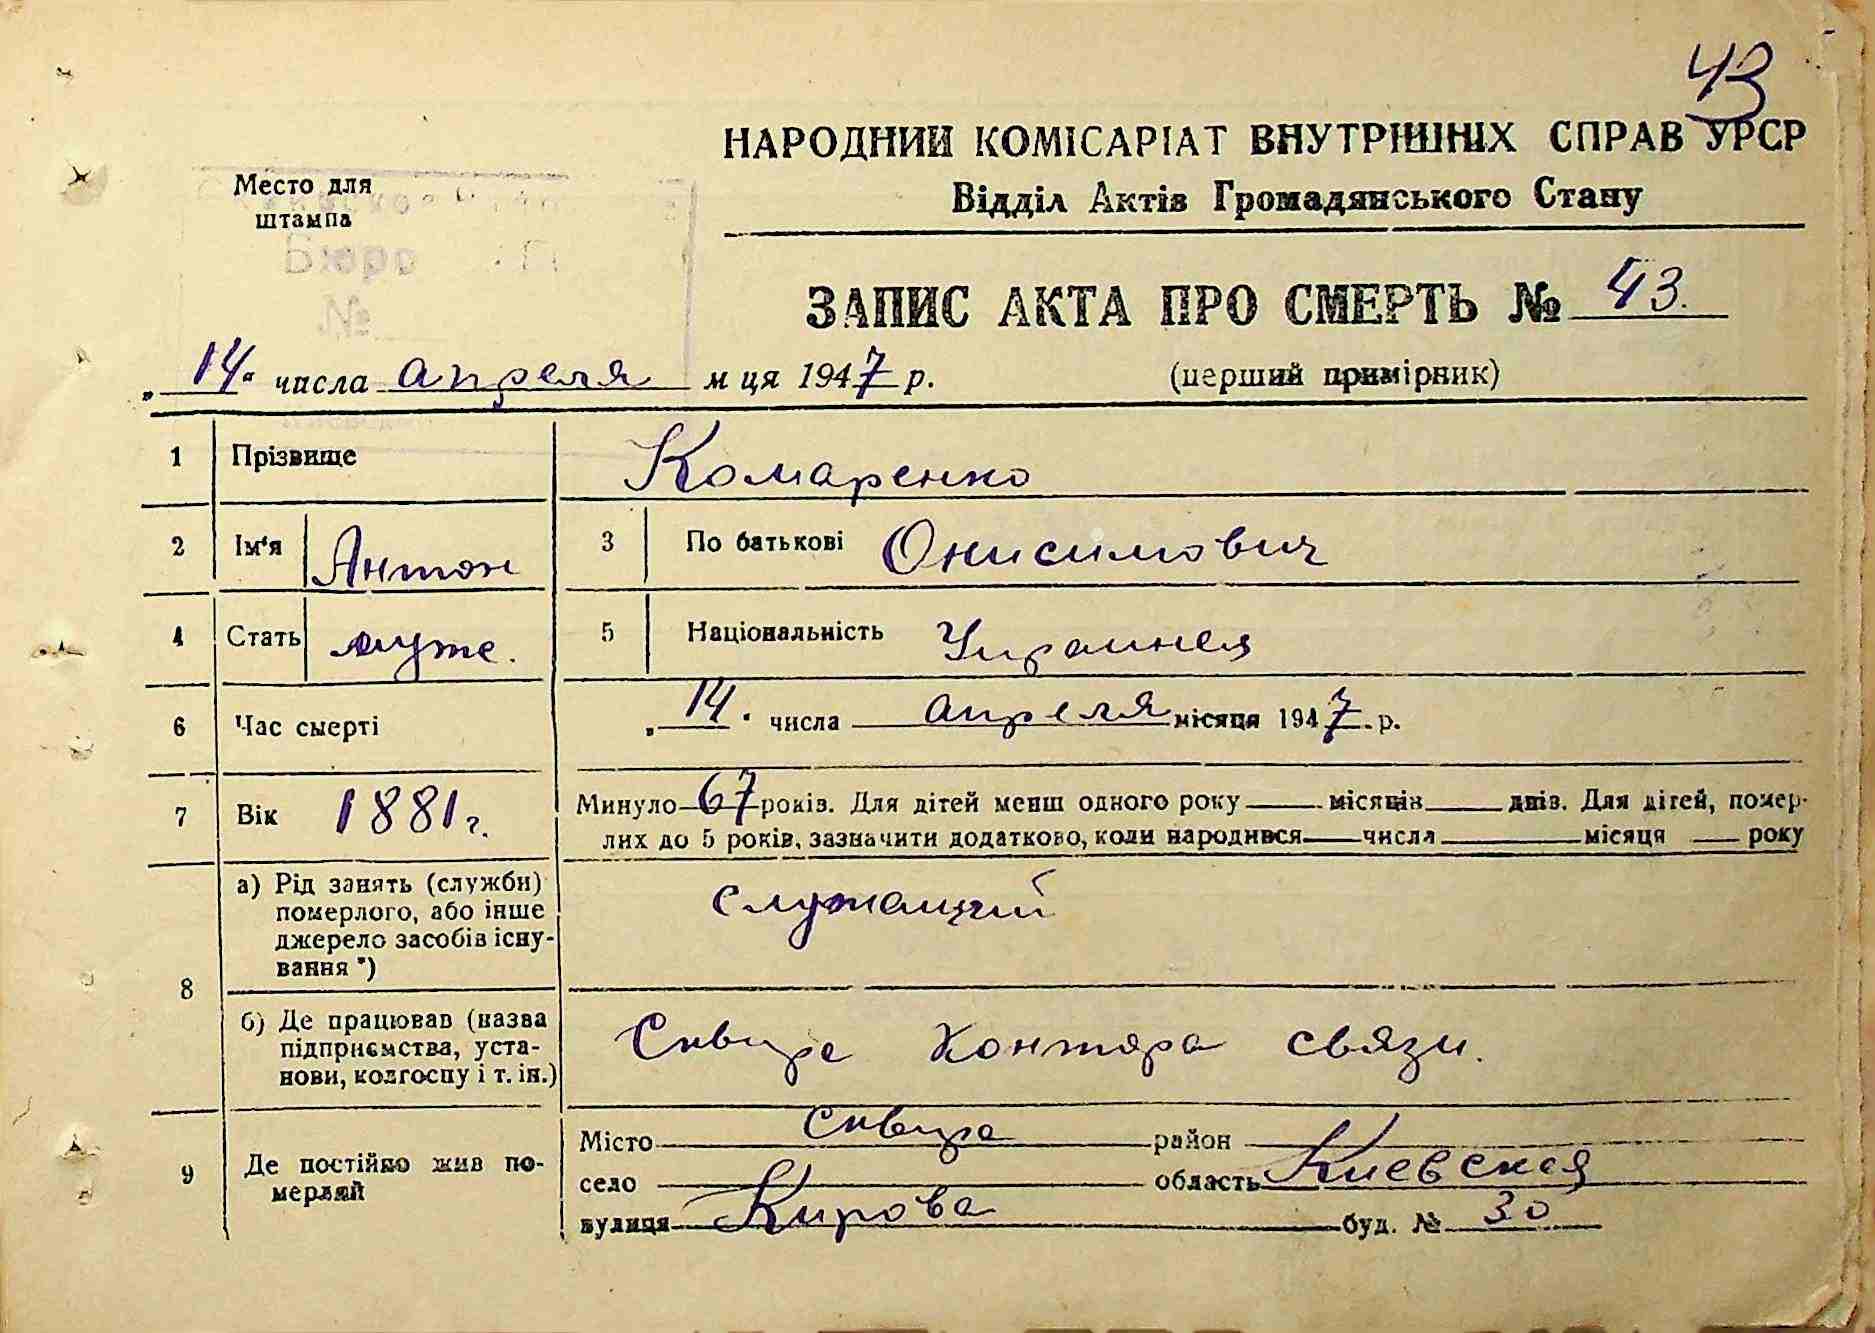 43
НАРОДНИЙ КОМІСАРІАТ ВНУТРІШНІХ СПРАВ УРСР
Відділ Актів Громадянського Стану
Место для
штампа
Бюро
№
ЗАПИС АКТА ПРО СМЕРТЬ № 43.
„14" числа апреля м ця 1947 р.
(перший примірник)
1 Прізвище Комаренко
2 Ім'я Антон 3 По батькові Онисимович
4 Стать муже. 5 Національність
6 Час смерті „14" числа апреля місяця 1947 р.
7 Вік 1881 г. Минуло 67 років. Для дітей менш одного року місяців днів. Для дітей, помер-
лих до 5 років, зазначити додатково, коли народився числа місяця року
8 а) Рід занять (служби) померлого, або інше джерело засобів існу-вання *) служащий
б) Де працював (назва підприємства, уста-нови, колгоспу і т. ін.) Сквира Контора связи.
9 Де постійно жив по-мерлий
Місто Сквира район
село область Киевская
вулиця Кирова буд. № 30